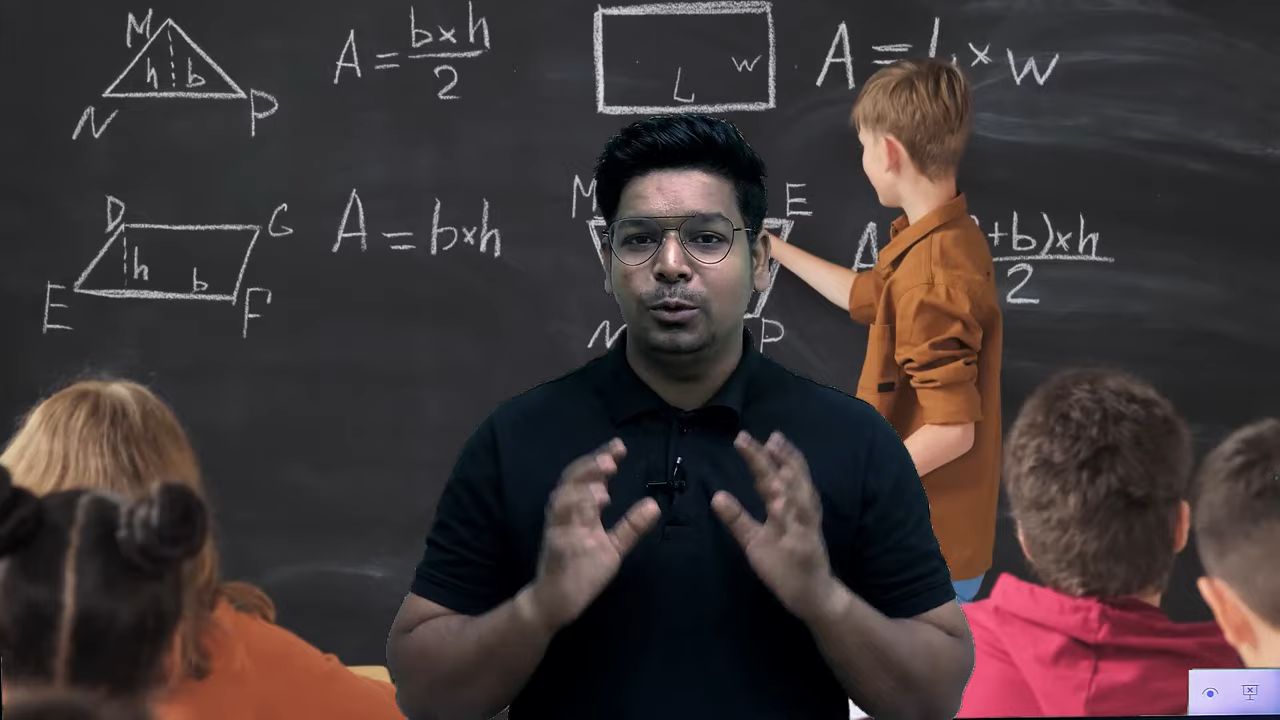 M
h b
N P
A = b×h
2
L w
A = L × w
D G
h b
E F
A = b×h
M E
N P
A +b)×h
2